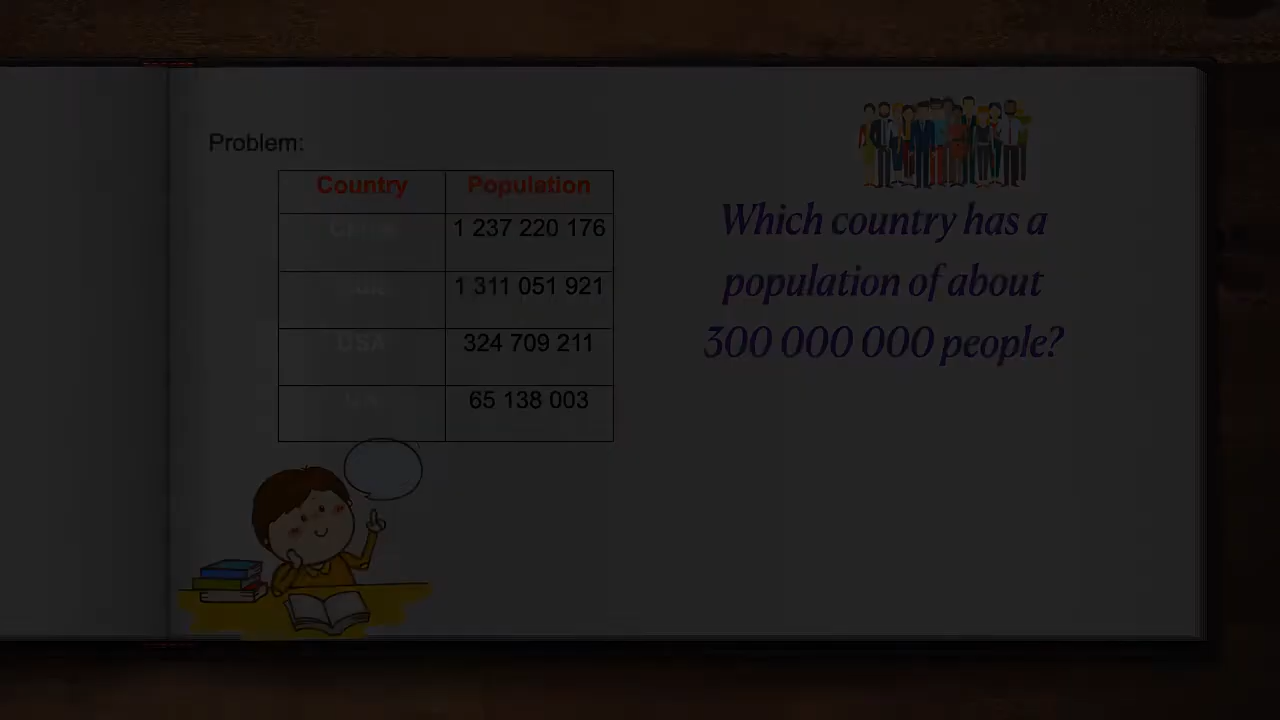 Problem:
Country Population
1 237 220 176
1 311 051 921
USA 324 709 211
65 138 003
Which country has a
population of about
300 000 000 people?